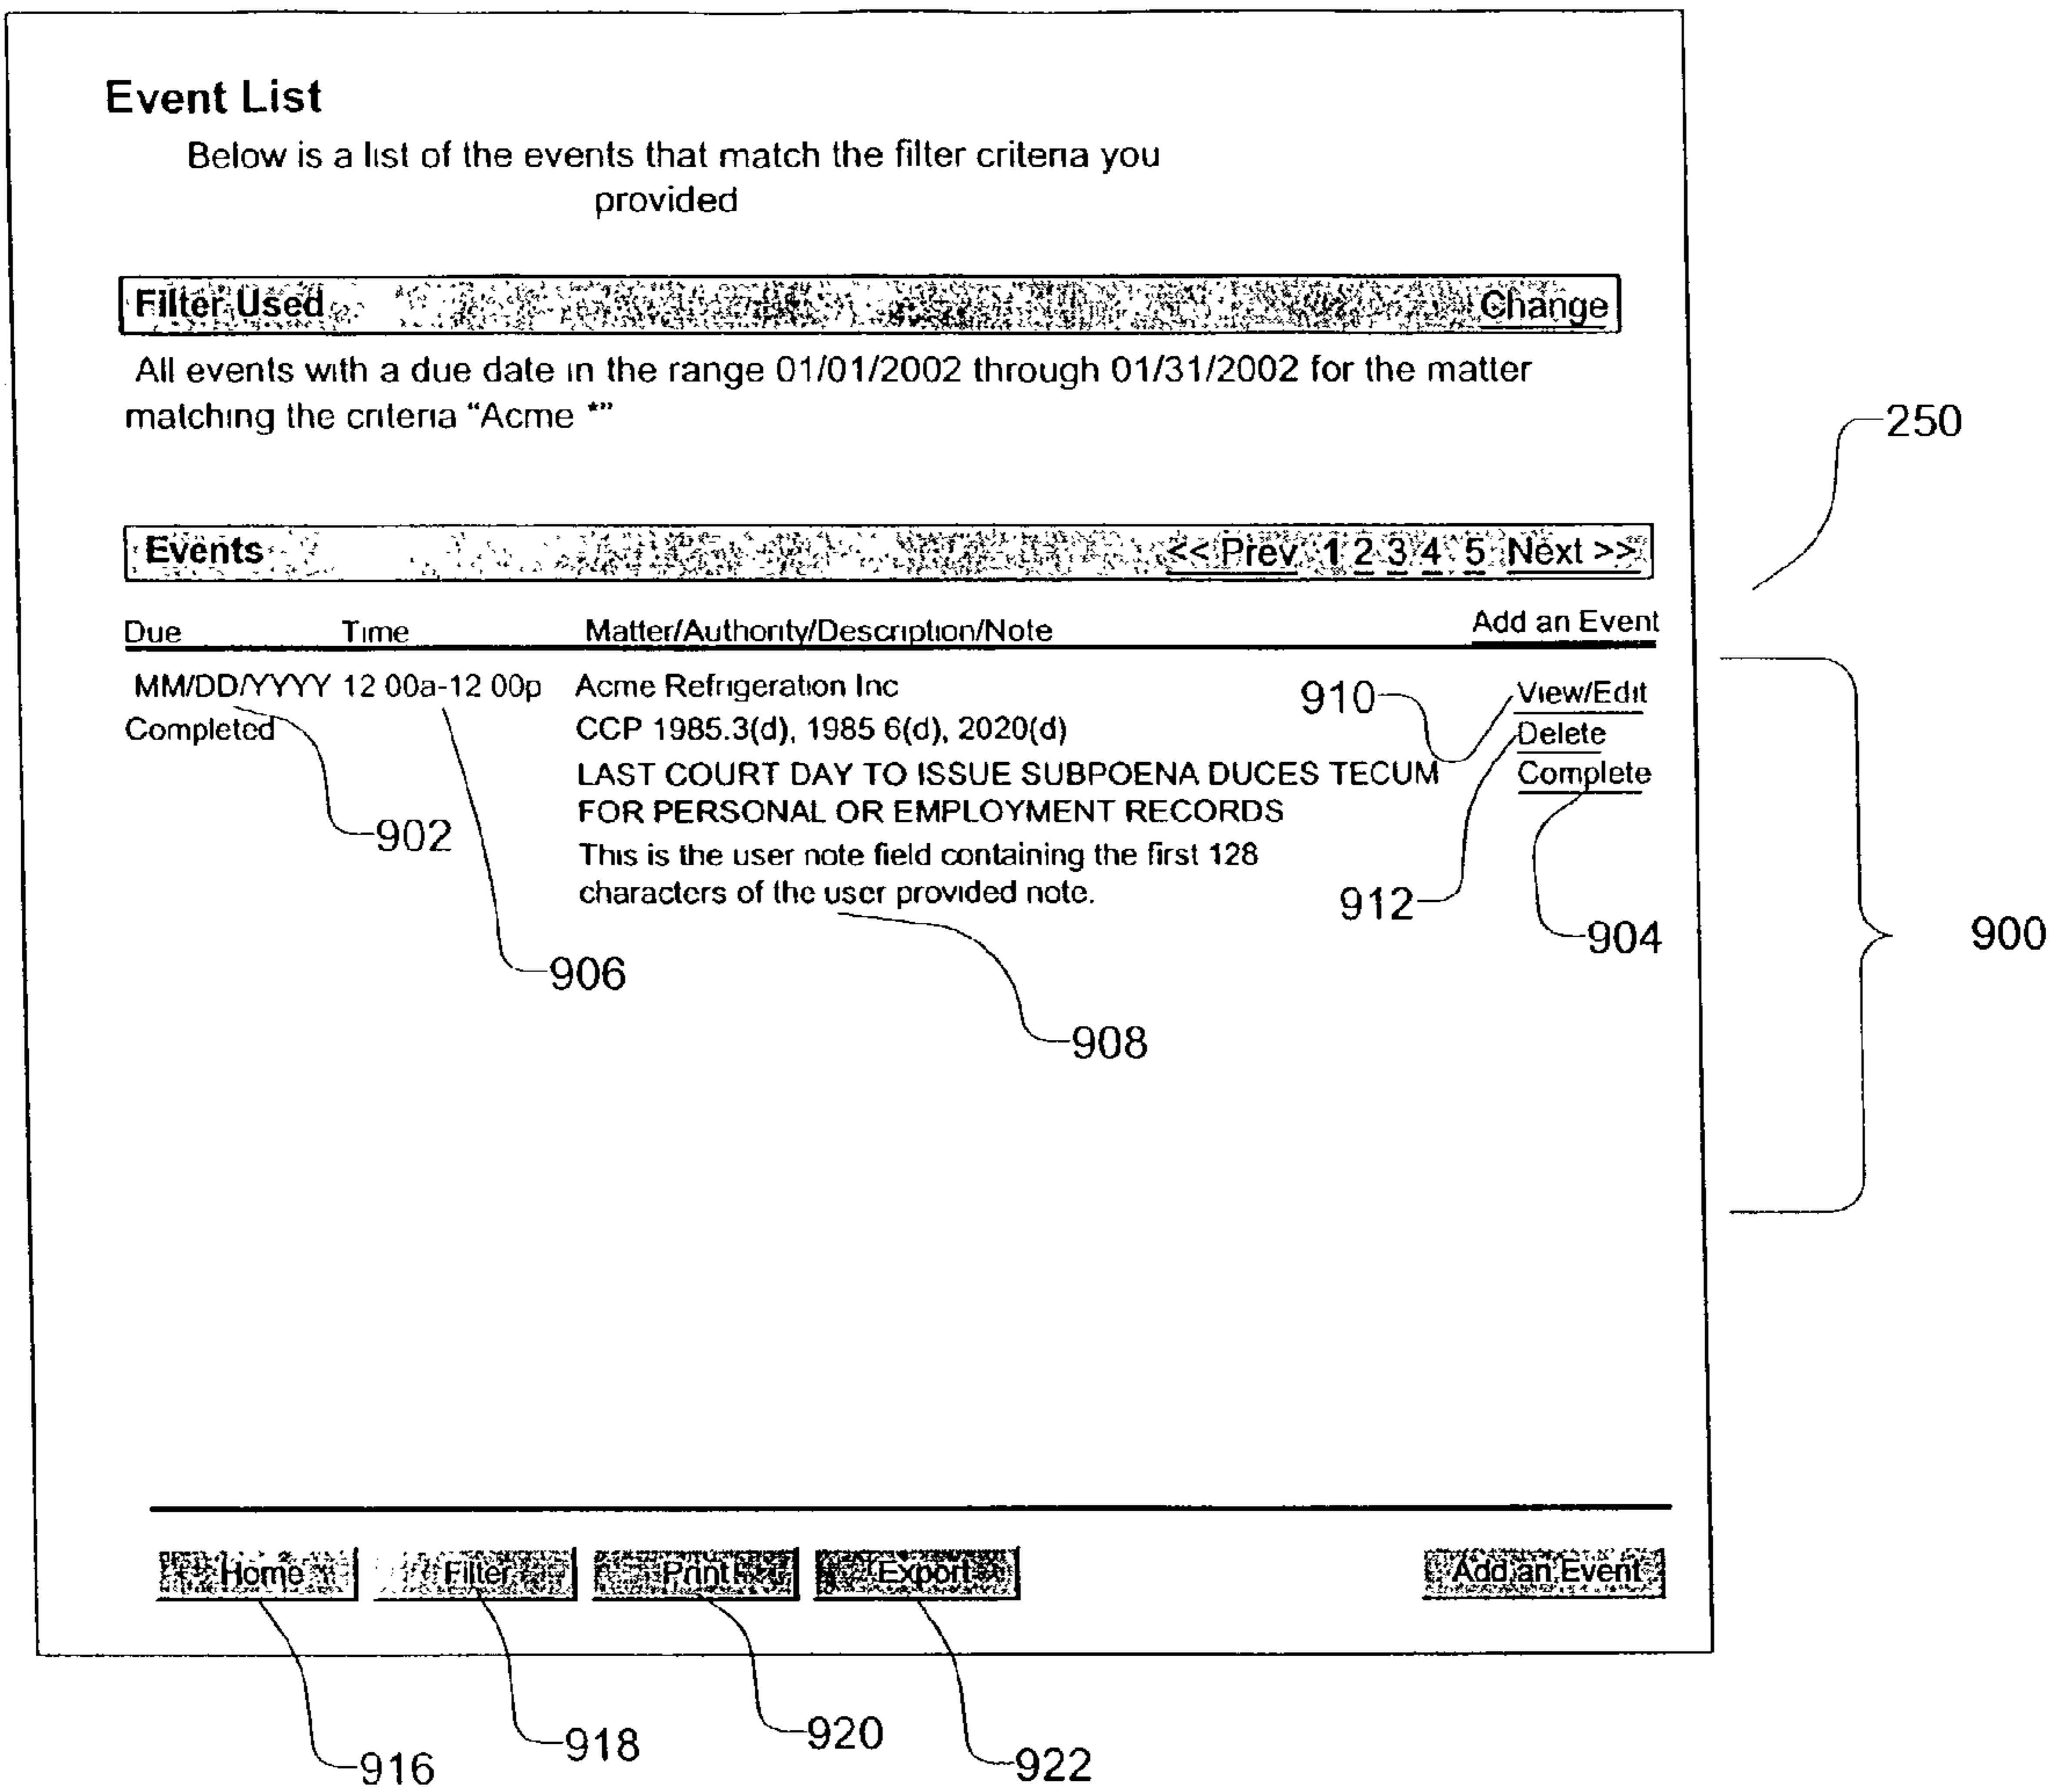 Event List
Below is a list of the events that match the filter criteria you
provided
Filter Used Change
All events with a due date in the range 01/01/2002 through 01/31/2002 for the matter
matching the criteria “Acme *”
250
Events << Prev 1 2 3 4 5 Next >>
Due Time Matter/Authority/Description/Note Add an Event
MM/DD/YYYY 12 00a-12 00p Acme Refrigeration Inc 910 View/Edit
Completed CCP 1985.3(d), 1985 6(d), 2020(d) Delete
LAST COURT DAY TO ISSUE SUBPOENA DUCES TECUM Complete
FOR PERSONAL OR EMPLOYMENT RECORDS
902
This is the user note field containing the first 128
characters of the user provided note.
912
904
900
906
908
Home Filter Print Export Add an Event
916 918 920 922